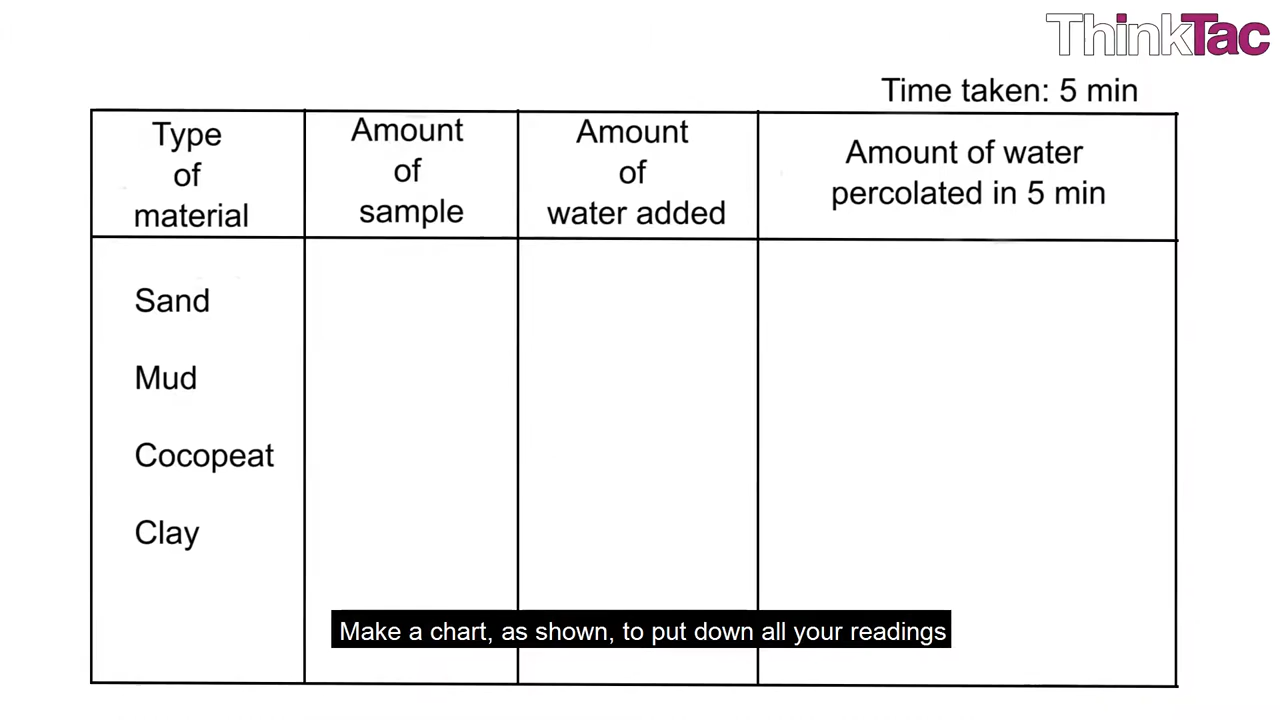 ThinkTac
Time taken: 5 min
Type
of
material
Amount
of
sample
Amount
of
water added
Amount of water
percolated in 5 min
Sand
Mud
Cocopeat
Clay
Make a chart, as shown, to put down all your readings